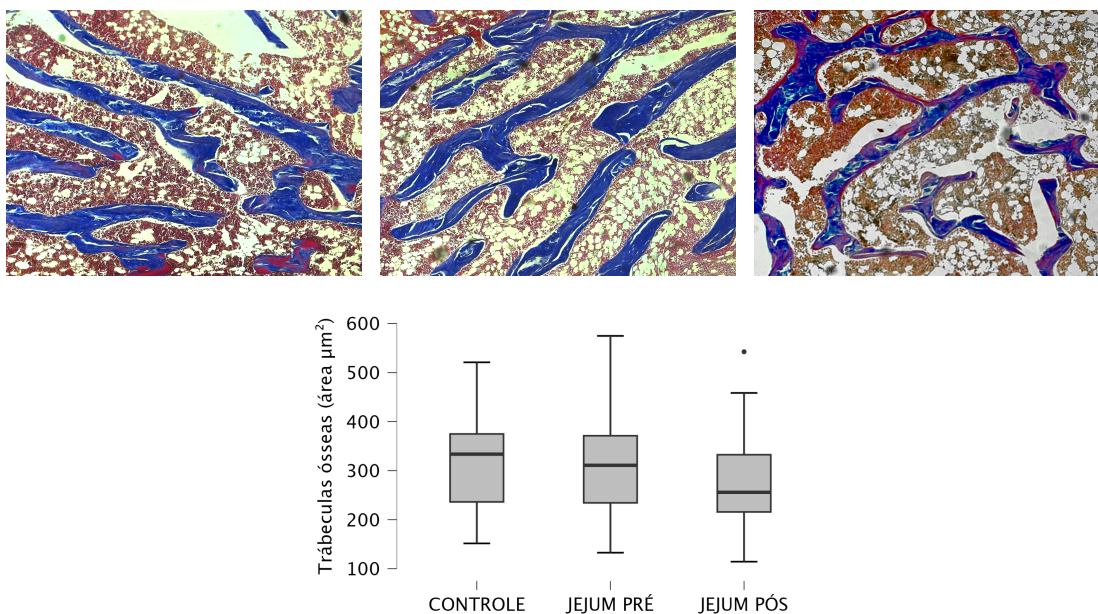 Trábeculas ósseas (área µm²)
600
500
400
300
200
100
CONTROLE
JEJUM PRÉ
JEJUM PÓS